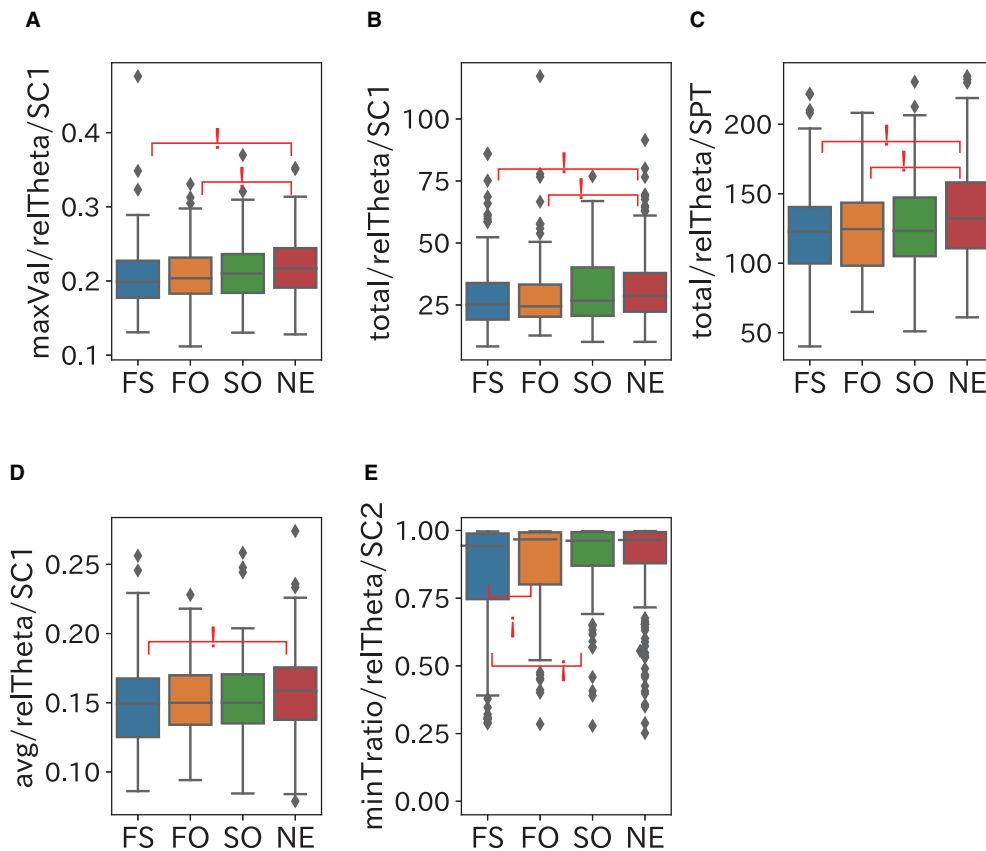 A
maxVal/relTheta/SC1
0.4
0.3
0.2
0.1
!
!
FS FO SO NE
B
total/relTheta/SC1
100
75
50
25
!
!
FS FO SO NE
C
total/relTheta/SPT
200
150
100
50
!
!
FS FO SO NE
D
avg/relTheta/SC1
0.25
0.20
0.15
0.10
!
FS FO SO NE
E
minTratio/relTheta/SC2
1.00
0.75
0.50
0.25
0.00
¡
¡
FS FO SO NE